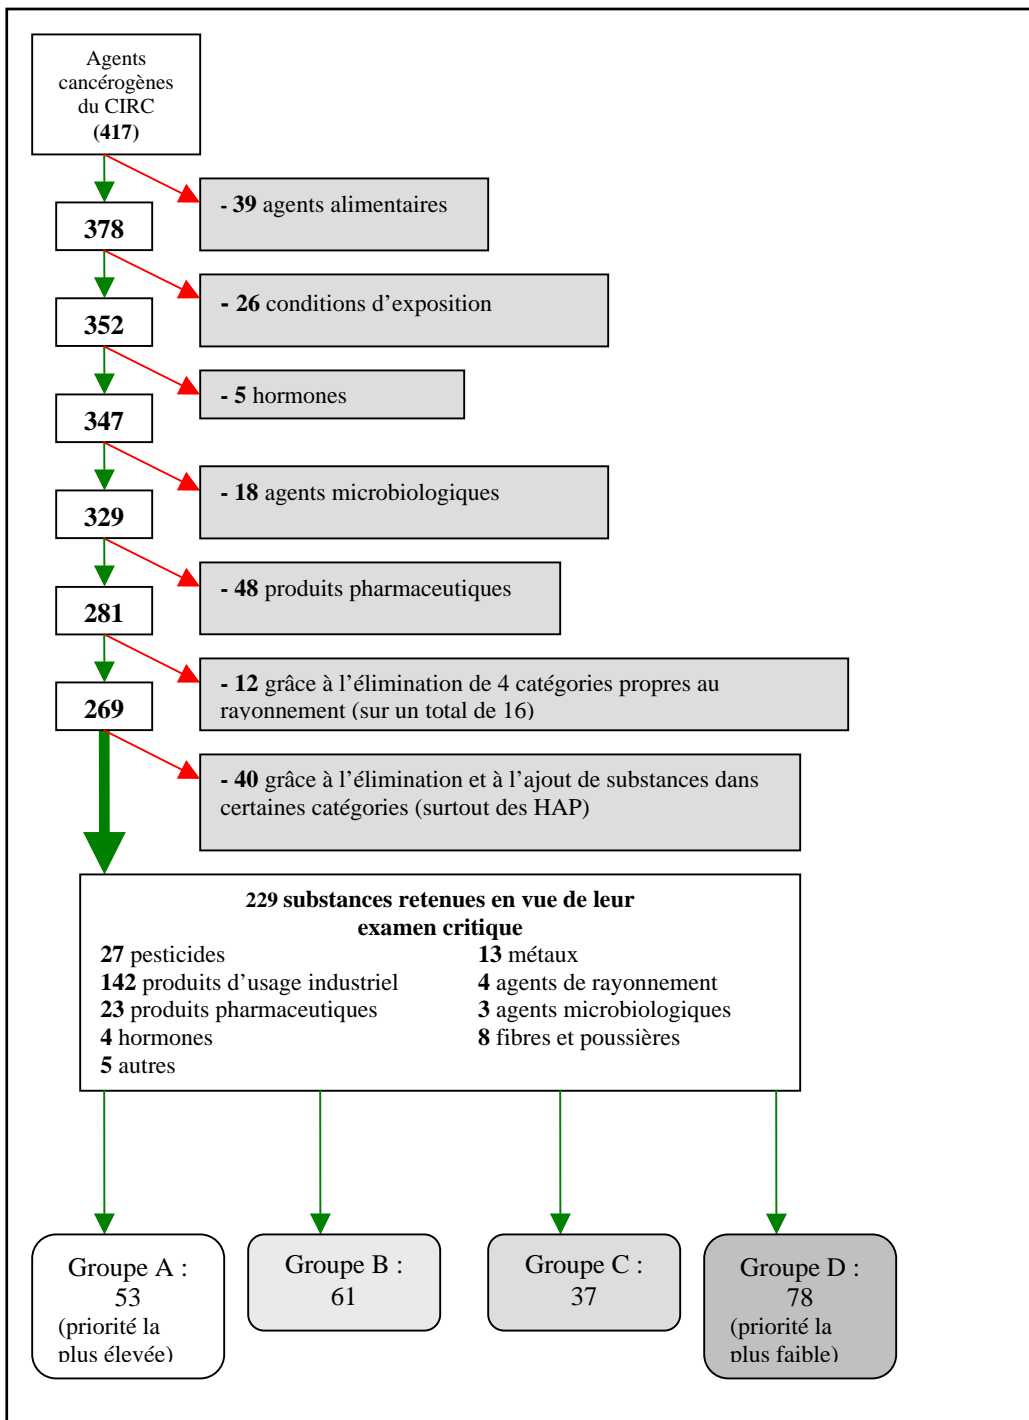 Agents
cancérogènes
du CIRC
(417)
- 39 agents alimentaires
378
- 26 conditions d’exposition
352
- 5 hormones
347
- 18 agents microbiologiques
329
- 48 produits pharmaceutiques
281
- 12 grâce à l’élimination de 4 catégories propres au
rayonnement (sur un total de 16)
269
- 40 grâce à l’élimination et à l’ajout de substances dans
certaines catégories (surtout des HAP)
229 substances retenues en vue de leur
examen critique
27 pesticides
142 produits d’usage industriel
23 produits pharmaceutiques
4 hormones
5 autres
13 métaux
4 agents de rayonnement
3 agents microbiologiques
8 fibres et poussières
Groupe A :
53
(priorité la
plus élevée)
Groupe B :
61
Groupe C :
37
Groupe D :
78
(priorité la
plus faible)